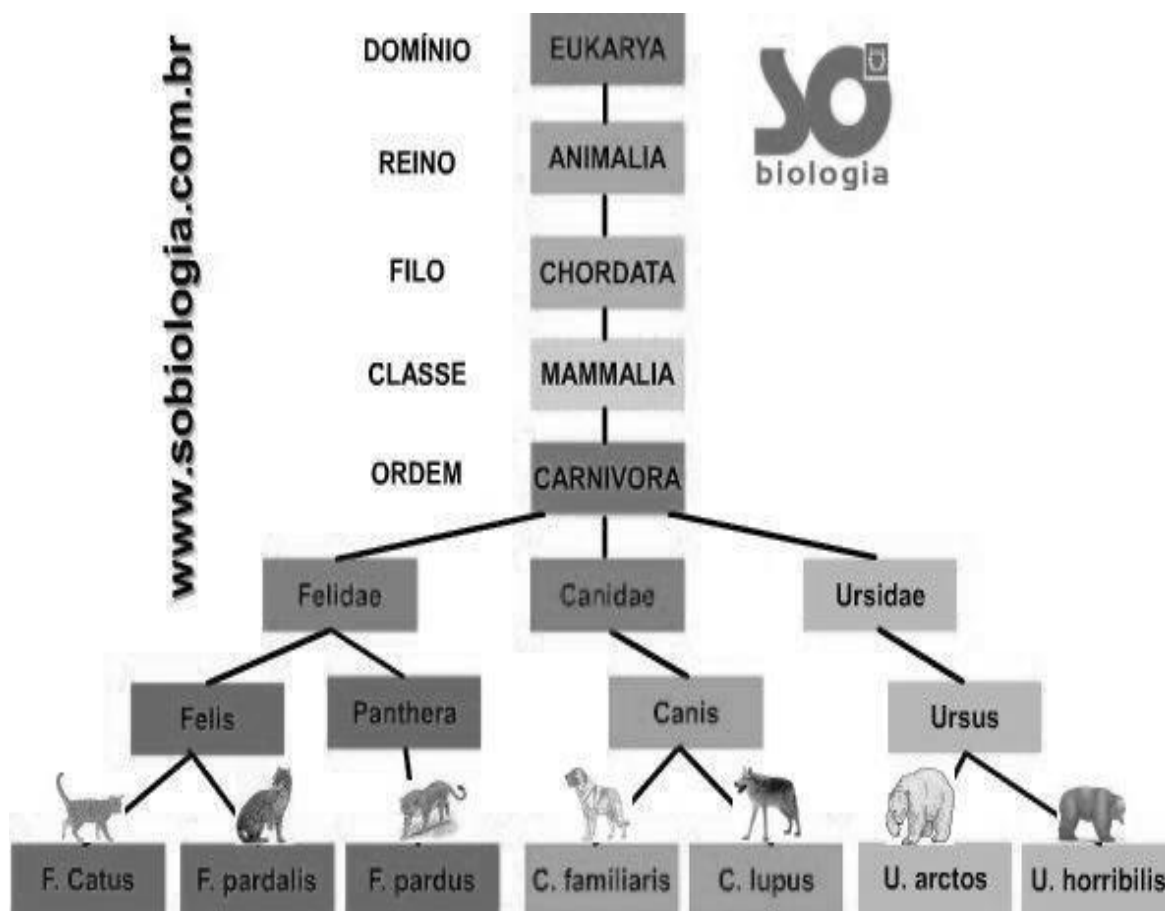 www.sobiologia.com.br
DOMÍNIO EUKARYA
SO
biologia
REINO ANIMALIA
FILO CHORDATA
CLASSE MAMMALIA
ORDEM CARNIVORA
Felidae Canidae Ursidae
Felis Panthera Canis Ursus
F. Catus F. pardalis F. pardus C. familiaris C. lupus U. arctos U. horribilis